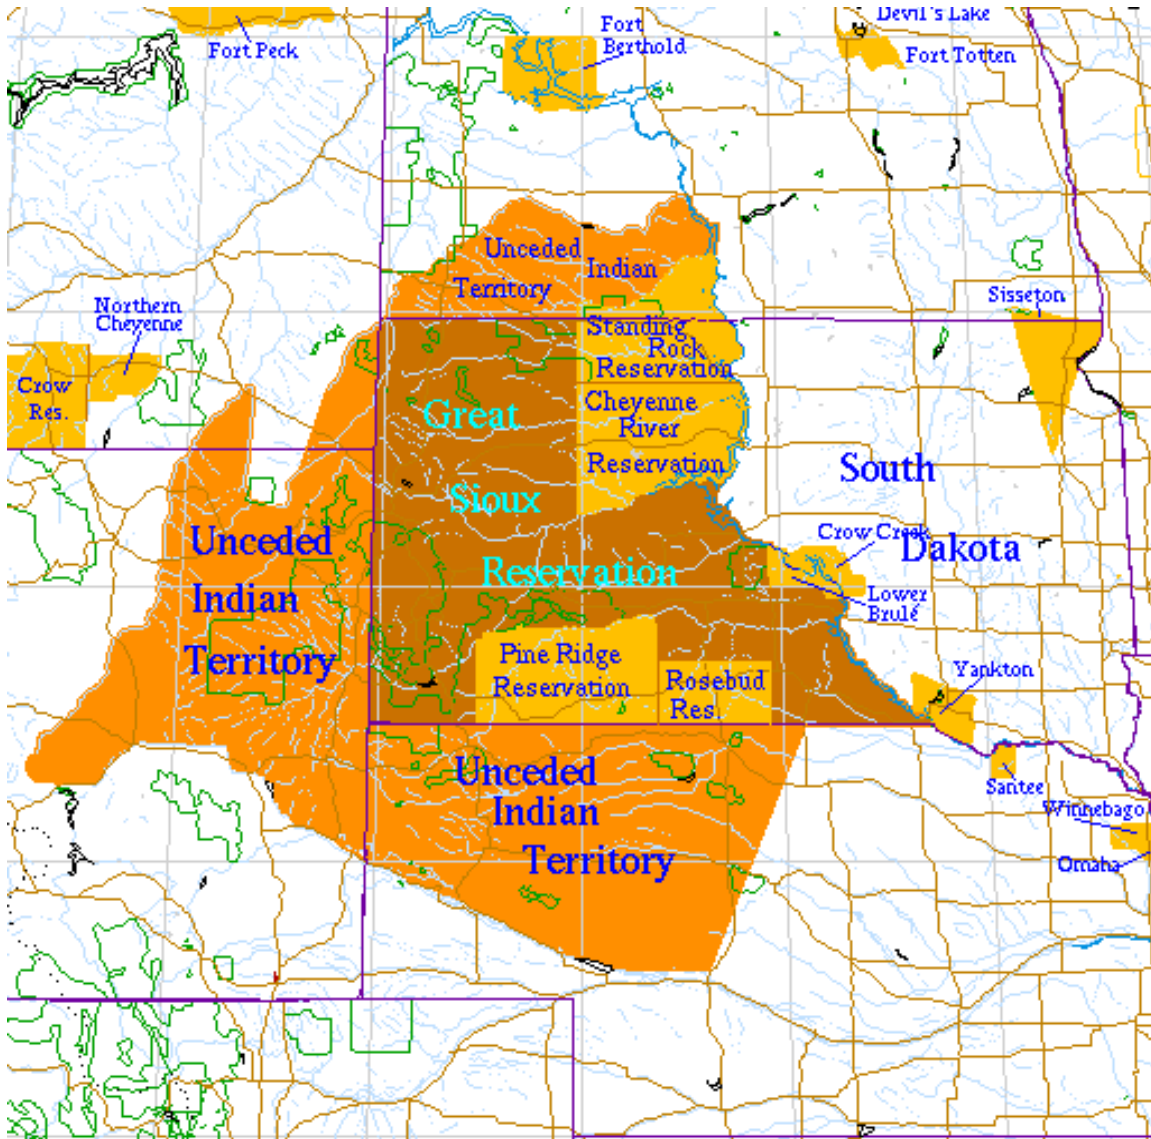 Devil's Lake
Fort Totten
Fort
Berthold
Fort Peck
Unceded
Indian
Territory
Northern
Cheyenne
Sisseton
Standing
Rock
Reservation
Crow
Res.
Cheyenne
River
Reservation
Great
Sioux
Reservation
South
Dakota
Crow Creek
Lower
Brulé
Unceded
Indian
Territory
Pine Ridge
Reservation
Rosebud
Res.
Yankton
Unceded
Indian
Territory
Santee
Winnebago
Omaha